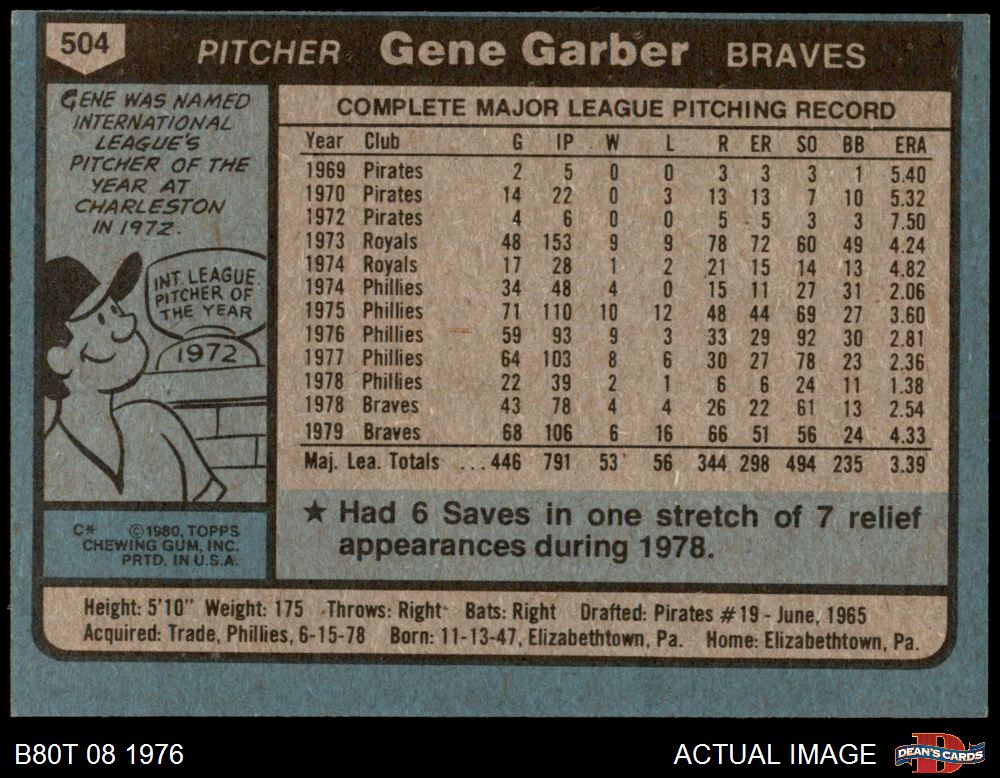 504
PITCHER Gene Garber BRAVES
GENE WAS NAMED
INTERNATIONAL
LEAGUE'S
PITCHER OF THE
YEAR AT
CHARLESTON
IN 1972.
INT. LEAGUE
PITCHER OF
THE YEAR
1972
C* ©1980, TOPPS
CHEWING GUM, INC.
PRTD. IN U.S.A.
COMPLETE MAJOR LEAGUE PITCHING RECORD
Year Club G IP W L R ER SO BB ERA
1969 Pirates 2 5 0 0 3 3 3 1 5.40
1970 Pirates 14 22 0 3 13 13 7 10 5.32
1972 Pirates 4 6 0 0 5 5 3 3 7.50
1973 Royals 48 153 9 9 78 72 60 49 4.24
1974 Royals 17 28 1 2 21 15 14 13 4.82
1974 Phillies 34 48 4 0 15 11 27 31 2.06
1975 Phillies 71 110 10 12 48 44 69 27 3.60
1976 Phillies 59 93 9 3 33 29 92 30 2.81
1977 Phillies 64 103 8 6 30 27 78 23 2.36
1978 Phillies 22 39 2 1 6 6 24 11 1.38
1978 Braves 43 78 4 4 26 22 61 13 2.54
1979 Braves 68 106 6 16 66 51 56 24 4.33
Maj. Lea. Totals ...446 791 53 56 344 298 494 235 3.39
★ Had 6 Saves in one stretch of 7 relief
appearances during 1978.
Height: 5'10" Weight: 175 Throws: Right Bats: Right Drafted: Pirates #19 - June, 1965
Acquired: Trade, Phillies, 6-15-78 Born: 11-13-47, Elizabethtown, Pa. Home: Elizabethtown, Pa.
B80T 08 1976
ACTUAL IMAGE
DEAN'S CARDS